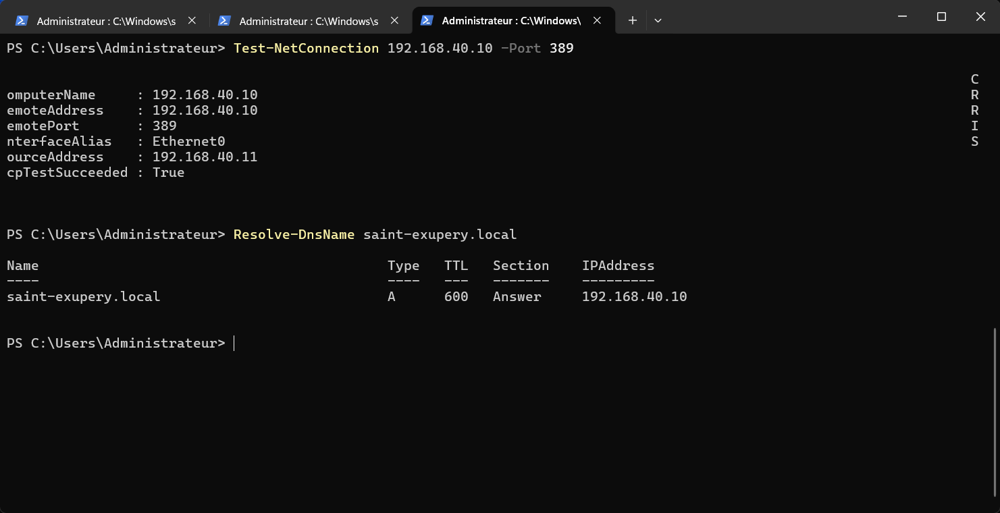 Administrateur : C:\Windows\s
Administrateur : C:\Windows\s
Administrateur : C:\Windows\
PS C:\Users\Administrateur> Test-NetConnection 192.168.40.10 -Port 389
C
omputerName     : 192.168.40.10 R
emoteAddress    : 192.168.40.10 R
emotePort       : 389 I
nterfaceAlias   : Ethernet0 S
ourceAddress    : 192.168.40.11
cpTestSucceeded : True
PS C:\Users\Administrateur> Resolve-DnsName saint-exupery.local
Name                                           Type   TTL   Section    IPAddress
----                                           ----   ---   -------    ---------
saint-exupery.local                            A      600   Answer     192.168.40.10
PS C:\Users\Administrateur>